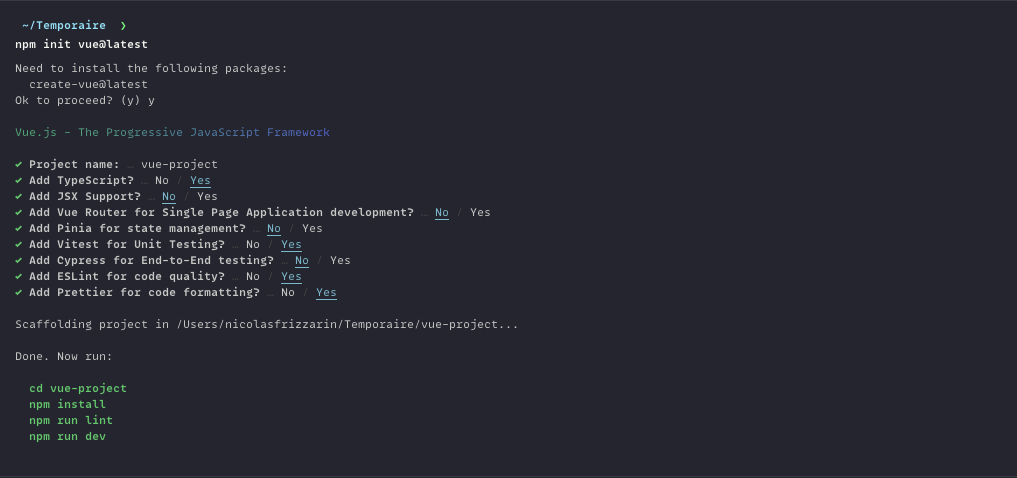 ~/Temporaire ❯
npm init vue@latest
Need to install the following packages:
  create-vue@latest
Ok to proceed? (y) y
Vue.js - The Progressive JavaScript Framework
✔ Project name: … vue-project
✔ Add TypeScript? … No / Yes
✔ Add JSX Support? … No / Yes
✔ Add Vue Router for Single Page Application development? … No / Yes
✔ Add Pinia for state management? … No / Yes
✔ Add Vitest for Unit Testing? … No / Yes
✔ Add Cypress for End-to-End testing? … No / Yes
✔ Add ESLint for code quality? … No / Yes
✔ Add Prettier for code formatting? … No / Yes
Scaffolding project in /Users/nicolasfrizzarin/Temporaire/vue-project...
Done. Now run:
  cd vue-project
  npm install
  npm run lint
  npm run dev